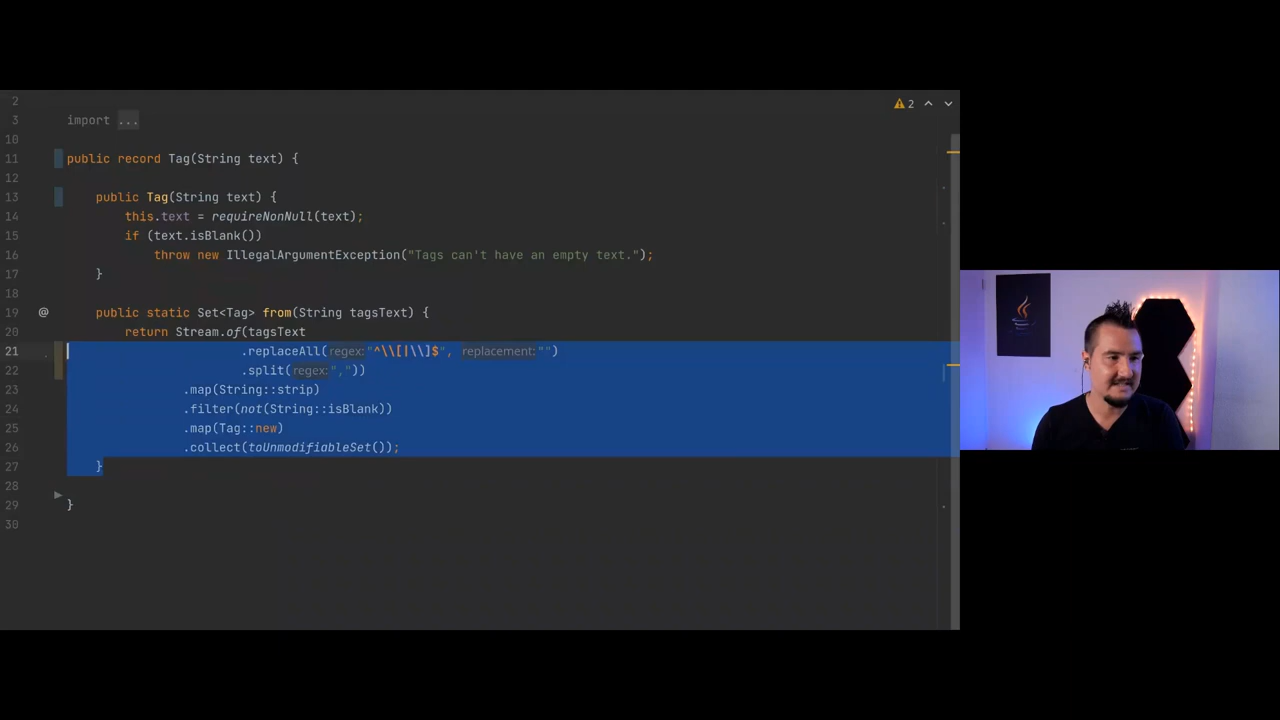 2
3 import ...
10
11 public record Tag(String text) {
12
13 public Tag(String text) {
14 this.text = requireNonNull(text);
15 if (text.isBlank())
16 throw new IllegalArgumentException("Tags can't have an empty text.");
17 }
18
19 @ public static Set<Tag> from(String tagsText) {
20 return Stream.of(tagsText
21 .replaceAll( regex: "^\\[|\\]$", replacement: "")
22 .split( regex: ","))
23 .map(String::strip)
24 .filter(not(String::isBlank))
25 .map(Tag::new)
26 .collect(toUnmodifiableSet());
27 }
28
29 }
30
2